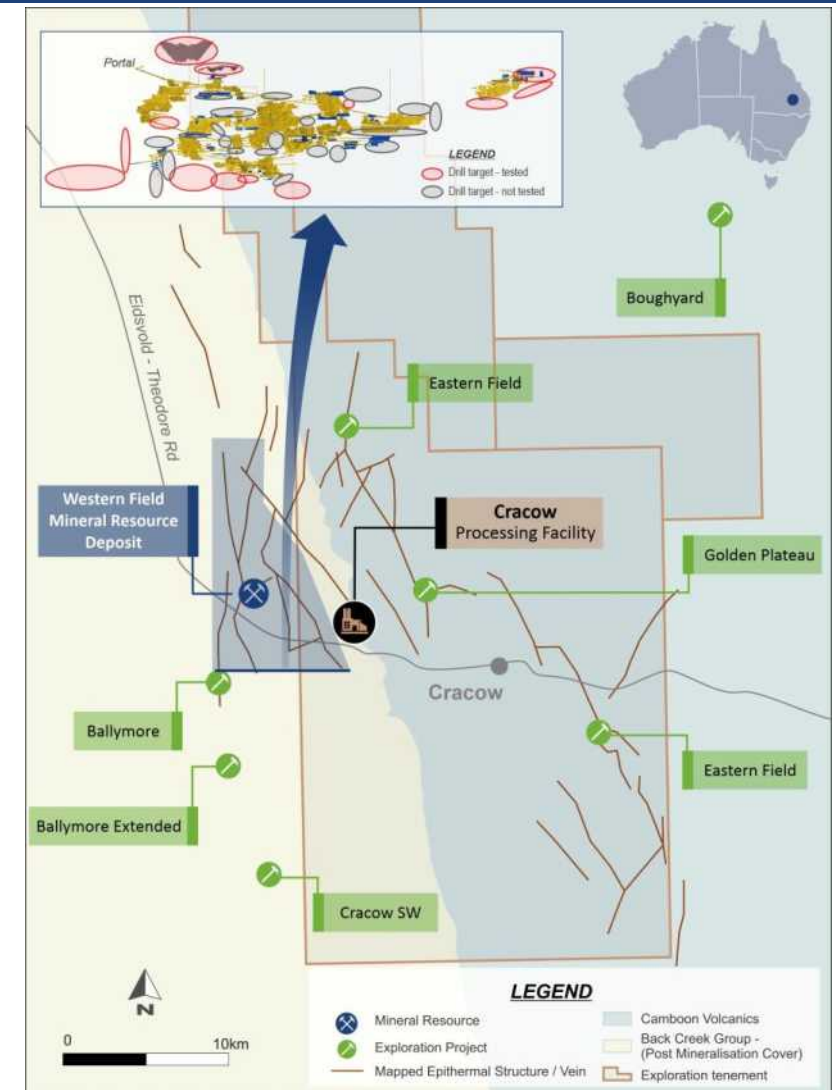 Portal
LEGEND
Drill target - tested
Drill target - not tested
Boughyard
Eidsvold - Theodore Rd
Eastern Field
Western Field
Mineral Resource
Deposit
Cracow
Processing Facility
Golden Plateau
Cracow
Ballymore
Eastern Field
Ballymore Extended
Cracow SW
N
0 10km
LEGEND
Mineral Resource
Exploration Project
Mapped Epithermal Structure / Vein
Camboon Volcanics
Back Creek Group -
(Post Mineralisation Cover)
Exploration tenement